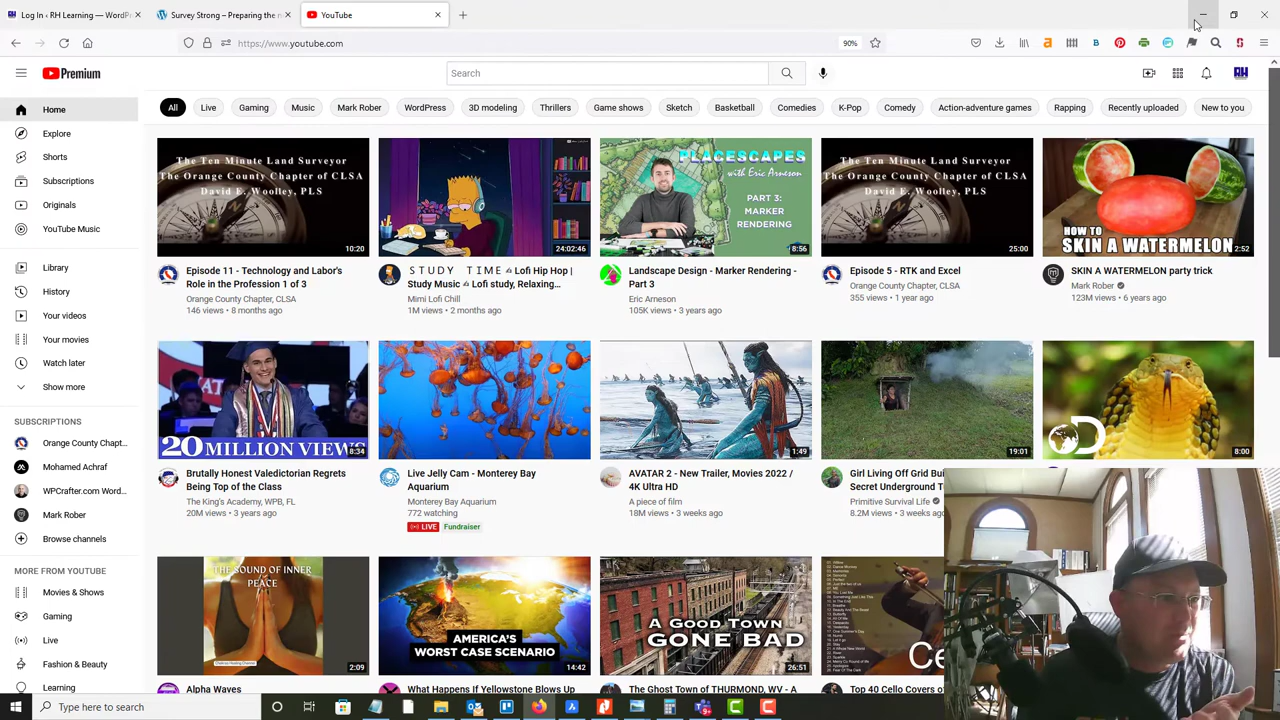 Log In ‹ RH Learning — WordPr
Survey Strong – Preparing the n
YouTube
https://www.youtube.com
90%
Premium
Search
Home
Explore
Shorts
Subscriptions
Originals
YouTube Music
Library
History
Your videos
Your movies
Watch later
Show more
SUBSCRIPTIONS
Orange County Chapt...
Mohamed Achraf
WPCrafter.com Word...
Mark Rober
Browse channels
MORE FROM YOUTUBE
Movies & Shows
Gaming
Live
Fashion & Beauty
Learning
All Live Gaming Music Mark Rober WordPress 3D modeling Thrillers Game shows Sketch Basketball Comedies K-Pop Comedy Action-adventure games Rapping Recently uploaded New to you
The Ten Minute Land Surveyor
The Orange County Chapter of CLSA
David E. Woolley, PLS
10:20
Episode 11 - Technology and Labor's
Role in the Profession 1 of 3
Orange County Chapter, CLSA
146 views • 8 months ago
24:02:46
S T U D Y T I M E Lofi Hip Hop |
Study Music Lofi study, Relaxing...
Mimi Lofi Chill
1M views • 2 months ago
PLACESCAPES
with Eric Arneson
PART 3:
MARKER
RENDERING
8:56
Landscape Design - Marker Rendering -
Part 3
Eric Arneson
105K views • 3 years ago
The Ten Minute Land Surveyor
The Orange County Chapter of CLSA
David E. Woolley, PLS
25:00
Episode 5 - RTK and Excel
Orange County Chapter, CLSA
355 views • 1 year ago
HOW TO
SKIN A WATERMELON
2:52
SKIN A WATERMELON party trick
Mark Rober
123M views • 6 years ago
20 MILLION VIEWS
8:34
Brutally Honest Valedictorian Regrets
Being Top of the Class
The King's Academy, WPB, FL
20M views • 3 years ago
Live Jelly Cam - Monterey Bay
Aquarium
Monterey Bay Aquarium
772 watching
LIVE Fundraiser
1:49
AVATAR 2 - New Trailer, Movies 2022 /
4K Ultra HD
A piece of film
18M views • 3 weeks ago
19:01
Girl Living Off Grid Bui
Secret Underground T
Primitive Survival Life
8.2M views • 3 weeks
8:00
THE SOUND OF INNER
PEACE
2:09
Alpha Waves
AMERICA'S
WORST CASE SCENARIO
14:42
What Happens If Yellowstone Blows Up
A GOOD TOWN
GONE BAD
26:51
The Ghost Town of THURMOND, WV - A
Ce
Top 40 Cello Covers of
Type here to search